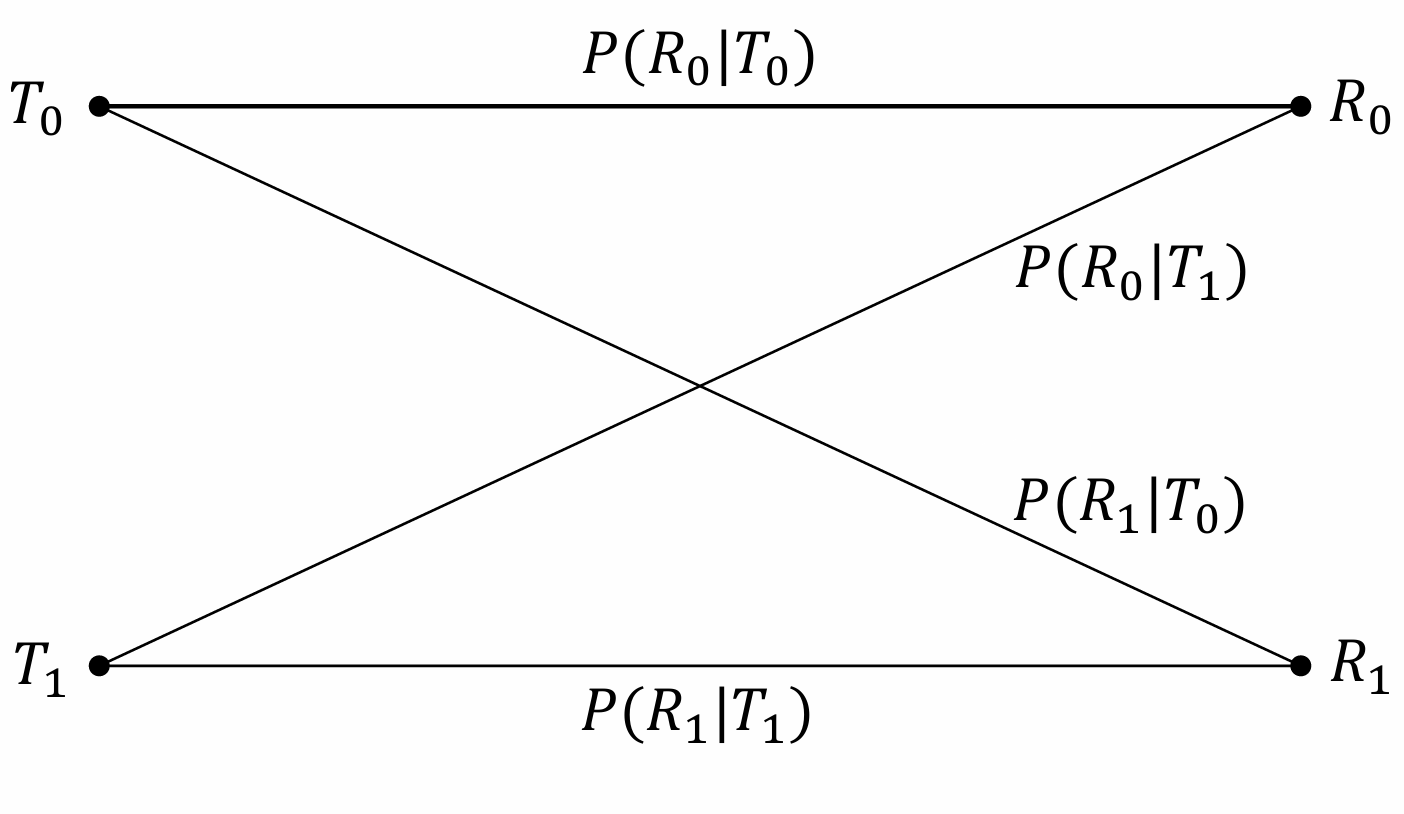 P(R₀|T₀)
T₀
R₀
P(R₀|T₁)
P(R₁|T₀)
T₁
R₁
P(R₁|T₁)